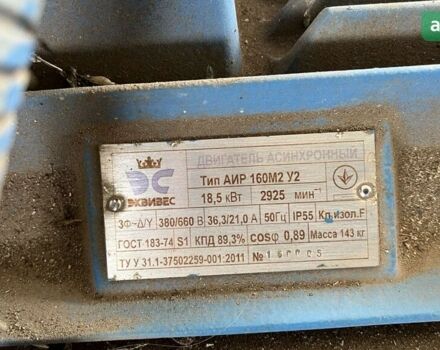 ДВИГАТЕЛЬ АСИНХРОННЫЙ
ЭКВИВЕС
Тип АИР 160М2 У2
18,5 кВт 2925 мин⁻¹
3Ф~Δ/Y 380/660 В 36,3/21,0 А 50Гц IP55 Кл.изол.F
ГОСТ 183-74 S1 КПД 89,3% cosφ 0,89 Масса 143 кг
ТУ У 31.1-37502259-001:2011 №